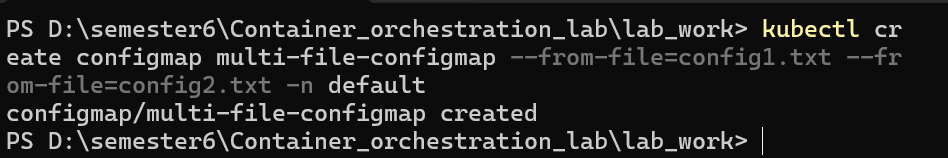 PS D:\semester6\Container_orchestration_lab\lab_work> kubectl cr
eate configmap multi-file-configmap --from-file=config1.txt --fr
om-file=config2.txt -n default
configmap/multi-file-configmap created
PS D:\semester6\Container_orchestration_lab\lab_work>